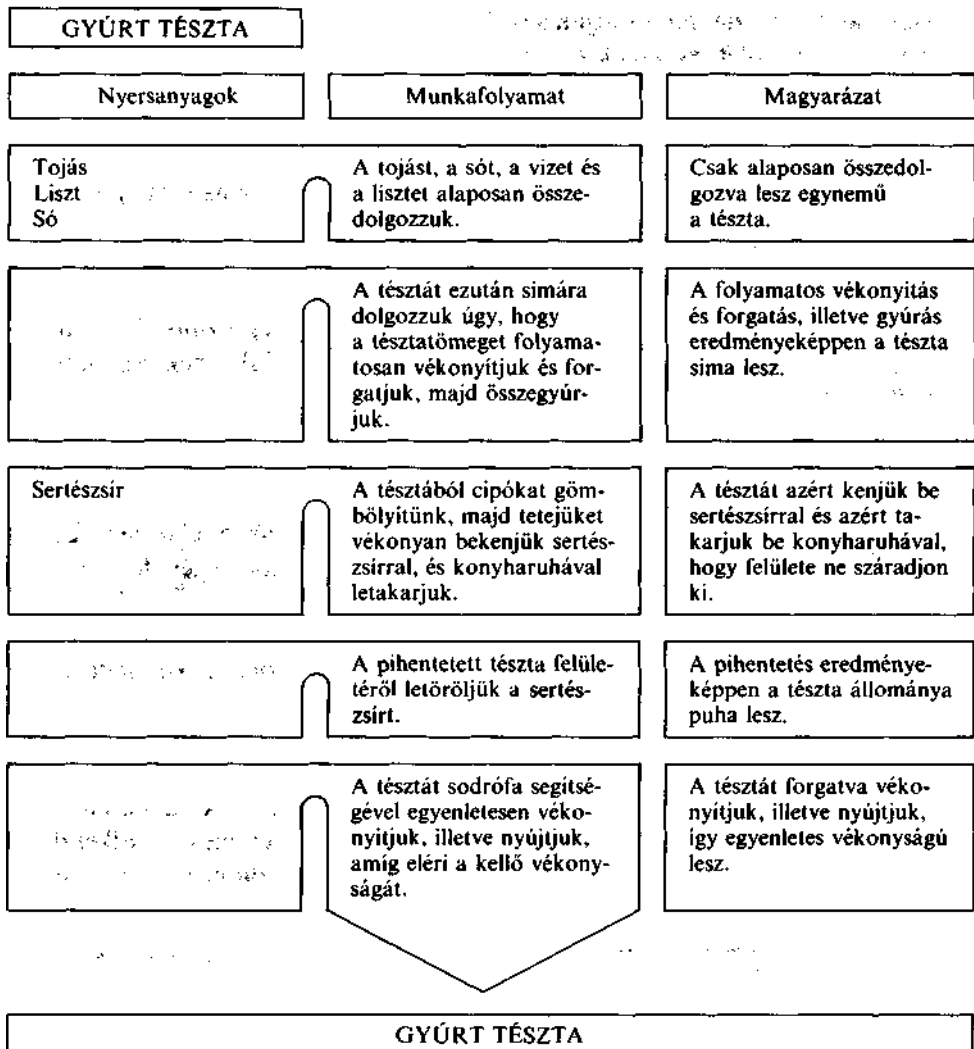 GYÚRT TÉSZTA
Nyersanyagok
Munkafolyamat
Magyarázat
Tojás
Liszt
Só
A tojást, a sót, a vizet és
a lisztet alaposan össze-
dolgozzuk.
Csak alaposan összedol-
gozva lesz egynemű
a tészta.
A tésztát ezután simára
dolgozzuk úgy, hogy
a tésztatömeget folyama-
tosan vékonyítjuk és for-
gatjuk, majd összegyúr-
juk.
A folyamatos vékonyítás
és forgatás, illetve gyúrás
eredményeképpen a tészta
sima lesz.
Sertészsír
A tésztából cipókat göm-
bölyítünk, majd tetejüket
vékonyan bekenjük sertés-
zsírral, és konyharuhával
letakarjuk.
A tésztát azért kenjük be
sertészsírral és azért ta-
karjuk be konyharuhával,
hogy felülete ne száradjon
ki.
A pihentetett tészta felüle-
téről letöröljük a sertés-
zsírt.
A pihentetés eredménye-
képpen a tészta állománya
puha lesz.
A tésztát sodrófa segítsé-
gével egyenletesen véko-
nyítjuk, illetve nyújtjuk,
amíg eléri a kellő vékony-
ságát.
A tésztát forgatva véko-
nyítjuk, illetve nyújtjuk,
így egyenletes vékonyságú
lesz.
GYÚRT TÉSZTA